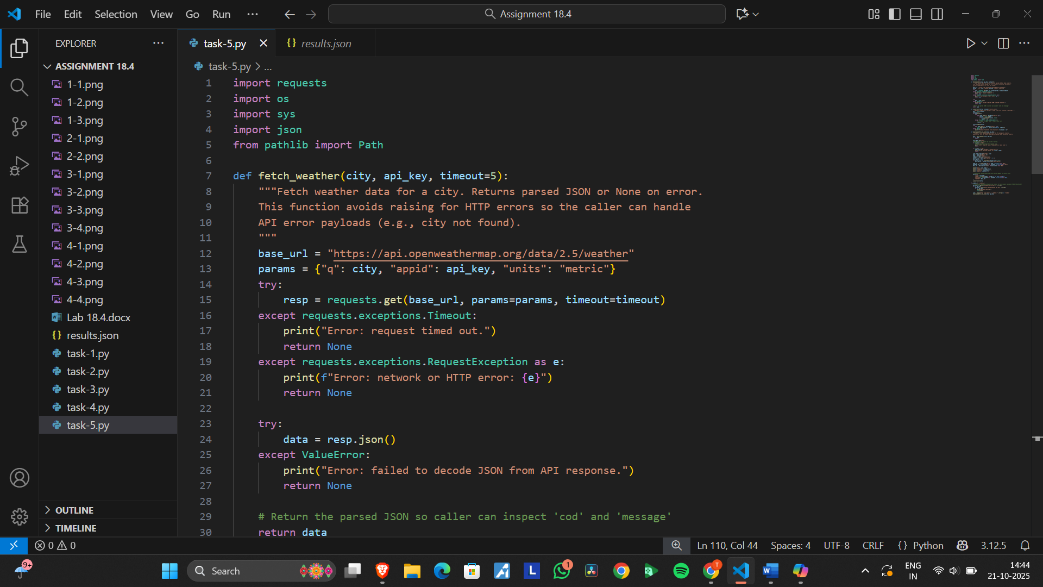 File Edit Selection View Go Run ... Assignment 18.4
EXPLORER ...
ASSIGNMENT 18.4
1-1.png
1-2.png
1-3.png
2-1.png
2-2.png
3-1.png
3-2.png
3-3.png
3-4.png
4-1.png
4-2.png
4-3.png
4-4.png
Lab 18.4.docx
{} results.json
task-1.py
task-2.py
task-3.py
task-4.py
task-5.py
OUTLINE
TIMELINE
task-5.py {} results.json
task-5.py > ...
1 import requests
2 import os
3 import sys
4 import json
5 from pathlib import Path
6
7 def fetch_weather(city, api_key, timeout=5):
8 """Fetch weather data for a city. Returns parsed JSON or None on error.
9 This function avoids raising for HTTP errors so the caller can handle
10 API error payloads (e.g., city not found).
11 """
12 base_url = "https://api.openweathermap.org/data/2.5/weather"
13 params = {"q": city, "appid": api_key, "units": "metric"}
14 try:
15 resp = requests.get(base_url, params=params, timeout=timeout)
16 except requests.exceptions.Timeout:
17 print("Error: request timed out.")
18 return None
19 except requests.exceptions.RequestException as e:
20 print(f"Error: network or HTTP error: {e}")
21 return None
22
23 try:
24 data = resp.json()
25 except ValueError:
26 print("Error: failed to decode JSON from API response.")
27 return None
28
29 # Return the parsed JSON so caller can inspect 'cod' and 'message'
30 return data
0 0 Ln 110, Col 44 Spaces: 4 UTF-8 CRLF {} Python 3.12.5
9+ Search 1 ENG IN 14:44 21-10-2025